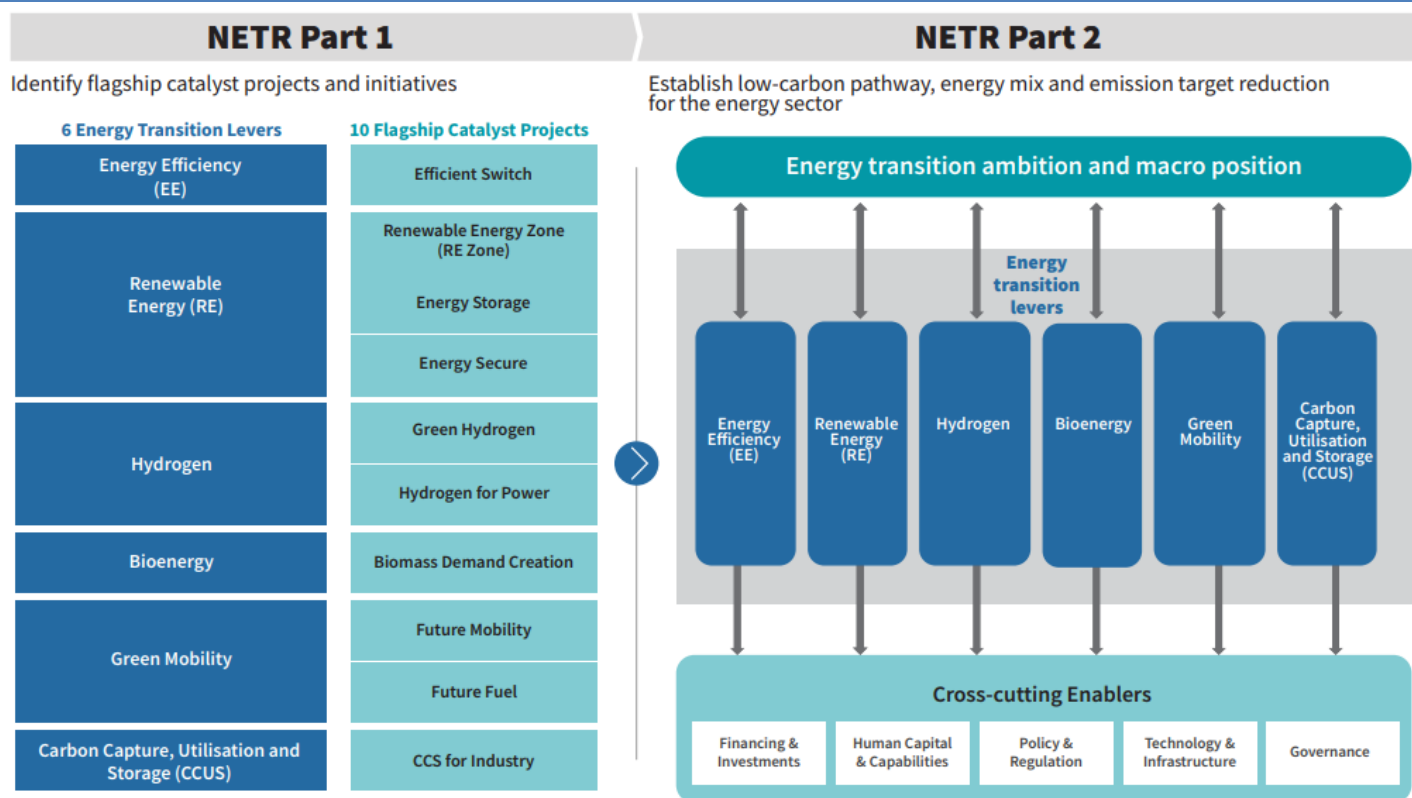 NETR Part 1
Identify flagship catalyst projects and initiatives
6 Energy Transition Levers
10 Flagship Catalyst Projects
Energy Efficiency
(EE)
Efficient Switch
Renewable
Energy (RE)
Renewable Energy Zone
(RE Zone)
Energy Storage
Energy Secure
Hydrogen
Green Hydrogen
Hydrogen for Power
Bioenergy
Biomass Demand Creation
Green Mobility
Future Mobility
Future Fuel
Carbon Capture, Utilisation and
Storage (CCUS)
CCS for Industry
NETR Part 2
Establish low-carbon pathway, energy mix and emission target reduction
for the energy sector
Energy transition ambition and macro position
Energy
transition
levers
Energy
Efficiency
(EE)
Renewable
Energy
(RE)
Hydrogen
Bioenergy
Green
Mobility
Carbon
Capture,
Utilisation
and Storage
(CCUS)
Cross-cutting Enablers
Financing &
Investments
Human Capital
& Capabilities
Policy &
Regulation
Technology &
Infrastructure
Governance